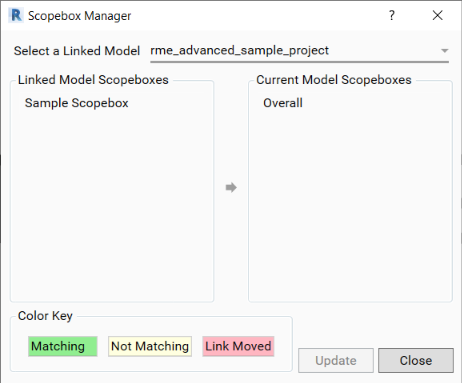 R Scopebox Manager ?
Select a Linked Model rme_advanced_sample_project
Linked Model Scopeboxes
Sample Scopebox
Current Model Scopeboxes
Overall
Color Key
Matching Not Matching Link Moved
Update Close